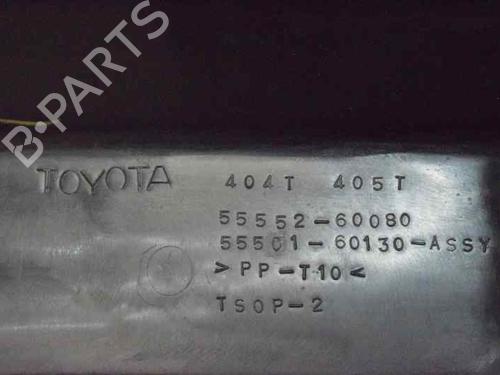 B-PARTS
TOYOTA 404T 405T
55552-60080
55501-60130-ASSY
>PP-T10<
TSOP-2